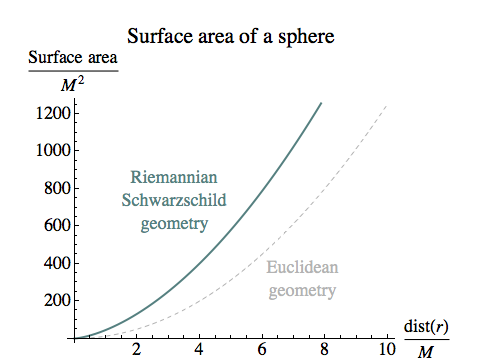 Surface area of a sphere
Surface area
M²
1200
1000
800
600
400
200
Riemannian
Schwarzschild
geometry
Euclidean
geometry
2 4 6 8 10
dist(r)
M